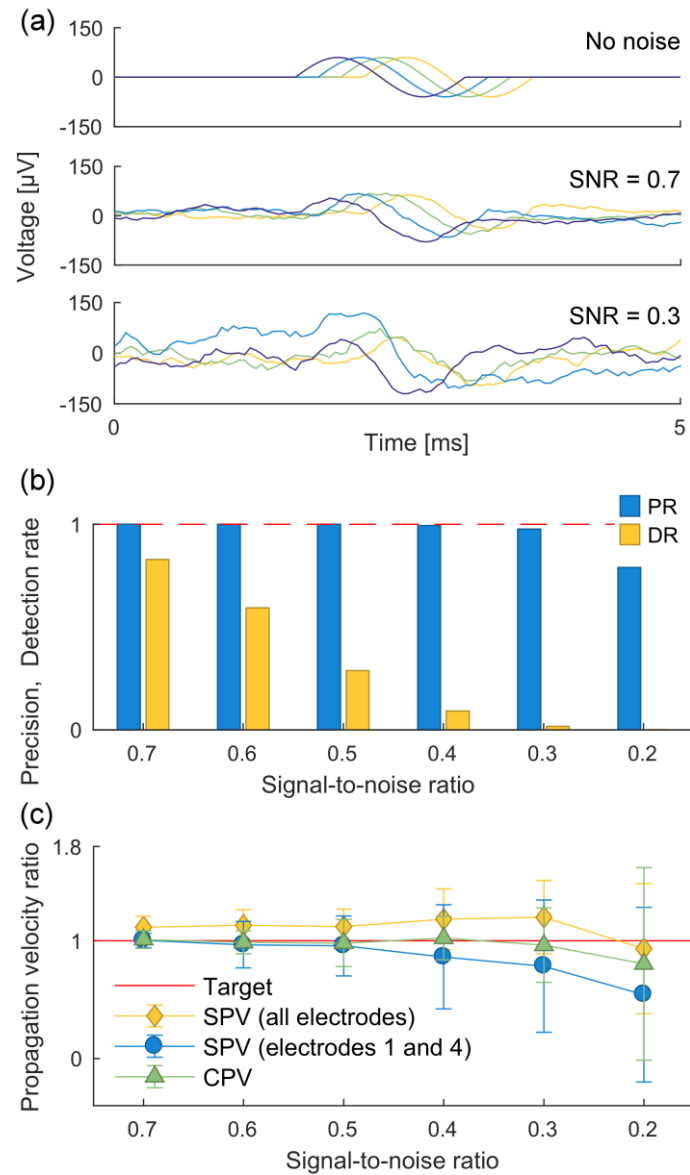 (a)
No noise
150
0
-150
SNR = 0.7
150
0
-150
Voltage [µV]
SNR = 0.3
150
0
-150
0
5
Time [ms]
(b)
PR
DR
1
0
Precision, Detection rate
0.7 0.6 0.5 0.4 0.3 0.2
Signal-to-noise ratio
(c)
1.8
1
0
Propagation velocity ratio
Target
SPV (all electrodes)
SPV (electrodes 1 and 4)
CPV
0.7 0.6 0.5 0.4 0.3 0.2
Signal-to-noise ratio